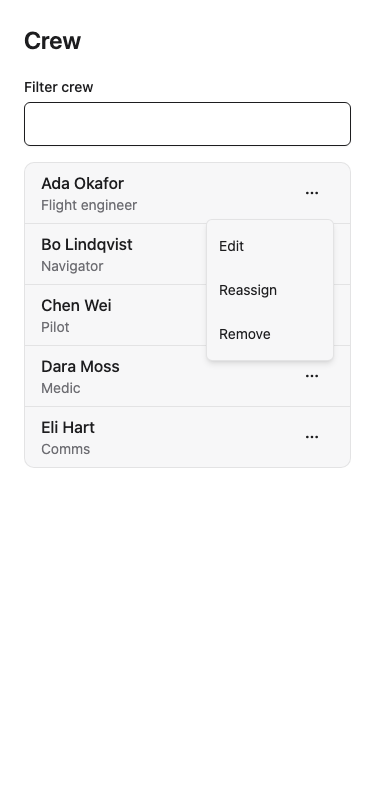 Crew
Filter crew
Ada Okafor
Flight engineer
Bo Lindqvist
Navigator
Edit
Reassign
Remove
Chen Wei
Pilot
Dara Moss
Medic
Eli Hart
Comms